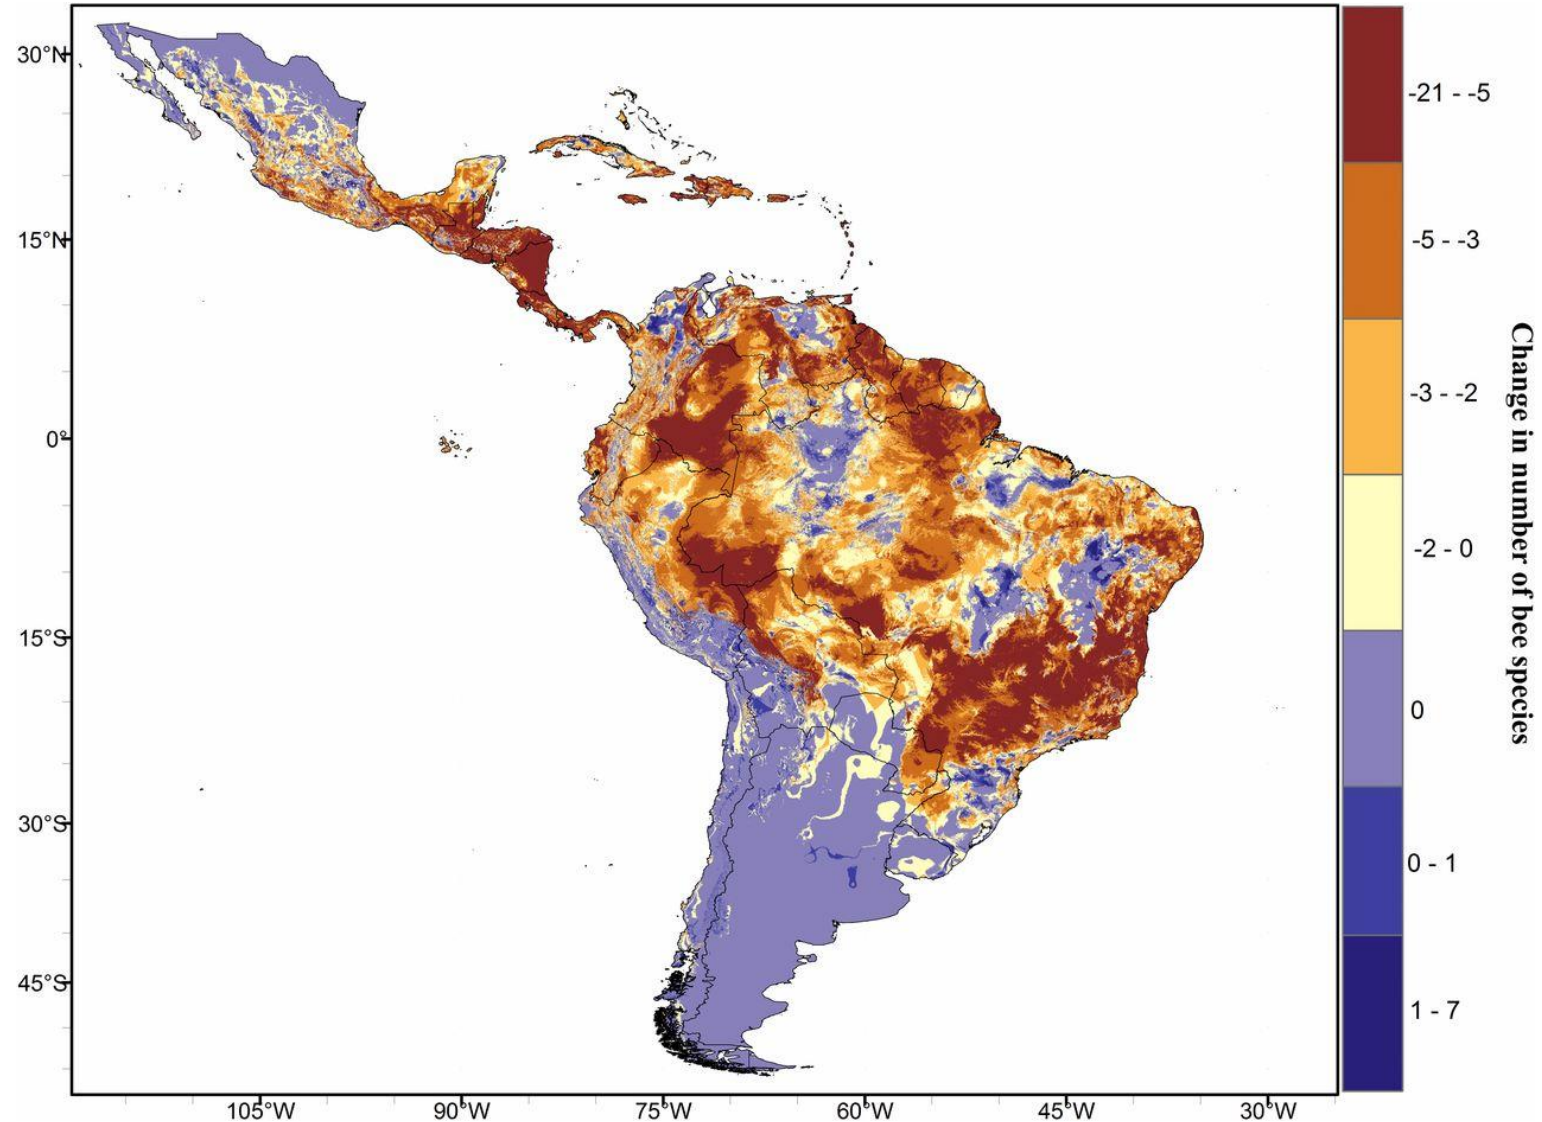 30°N
15°N
0°
15°S
30°S
45°S
105°W
90°W
75°W
60°W
45°W
30°W
-21 - -5
-5 - -3
-3 - -2
-2 - 0
0
0 - 1
1 - 7
Change in number of bee species